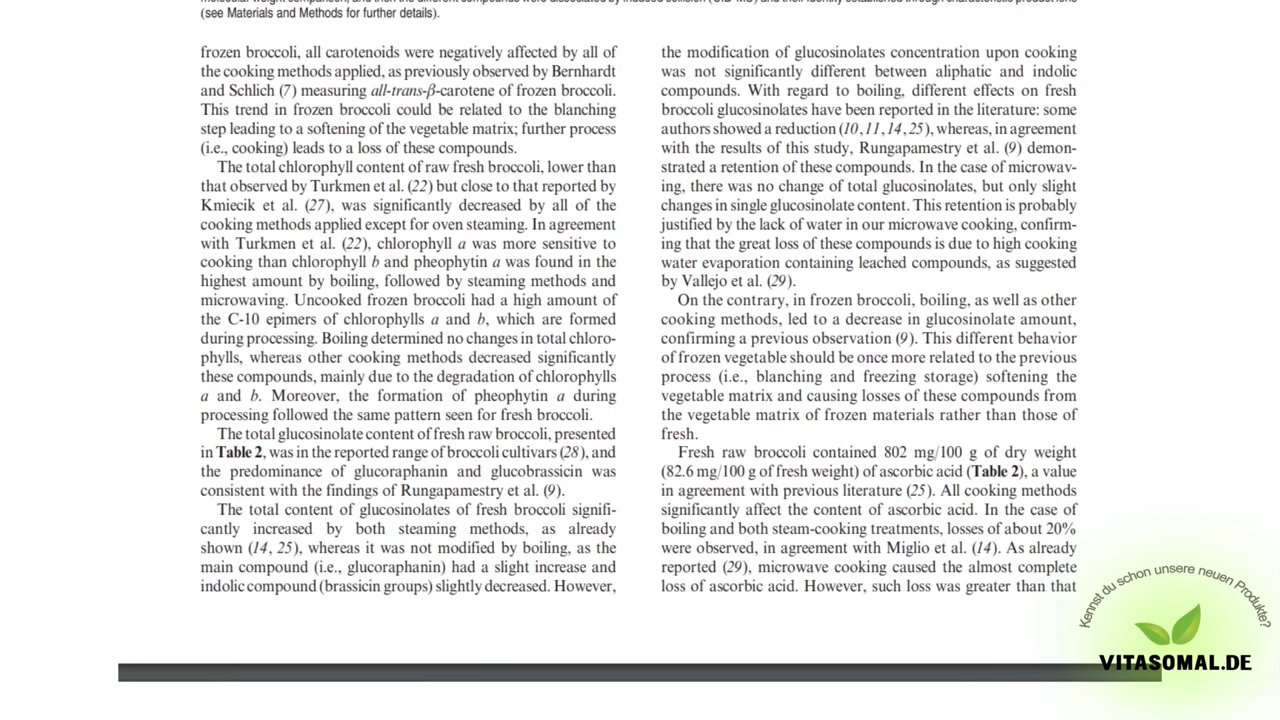 (see Materials and Methods for further details).
frozen broccoli, all carotenoids were negatively affected by all of
the cooking methods applied, as previously observed by Bernhardt
and Schlich (7) measuring all-trans-β-carotene of frozen broccoli.
This trend in frozen broccoli could be related to the blanching
step leading to a softening of the vegetable matrix; further process
(i.e., cooking) leads to a loss of these compounds.
The total chlorophyll content of raw fresh broccoli, lower than
that observed by Turkmen et al. (22) but close to that reported by
Kmiecik et al. (27), was significantly decreased by all of the
cooking methods applied except for oven steaming. In agreement
with Turkmen et al. (22), chlorophyll a was more sensitive to
cooking than chlorophyll b and pheophytin a was found in the
highest amount by boiling, followed by steaming methods and
microwaving. Uncooked frozen broccoli had a high amount of
the C-10 epimers of chlorophylls a and b, which are formed
during processing. Boiling determined no changes in total chloro-
phylls, whereas other cooking methods decreased significantly
these compounds, mainly due to the degradation of chlorophylls
a and b. Moreover, the formation of pheophytin a during
processing followed the same pattern seen for fresh broccoli.
The total glucosinolate content of fresh raw broccoli, presented
in Table 2, was in the reported range of broccoli cultivars (28), and
the predominance of glucoraphanin and glucobrassicin was
consistent with the findings of Rungapamestry et al. (9).
The total content of glucosinolates of fresh broccoli signifi-
cantly increased by both steaming methods, as already
shown (14, 25), whereas it was not modified by boiling, as the
main compound (i.e., glucoraphanin) had a slight increase and
indolic compound (brassicin groups) slightly decreased. However,
the modification of glucosinolates concentration upon cooking
was not significantly different between aliphatic and indolic
compounds. With regard to boiling, different effects on fresh
broccoli glucosinolates have been reported in the literature: some
authors showed a reduction (10, 11, 14, 25), whereas, in agreement
with the results of this study, Rungapamestry et al. (9) demon-
strated a retention of these compounds. In the case of microwav-
ing, there was no change of total glucosinolates, but only slight
changes in single glucosinolate content. This retention is probably
justified by the lack of water in our microwave cooking, confirm-
ing that the great loss of these compounds is due to high cooking
water evaporation containing leached compounds, as suggested
by Vallejo et al. (29).
On the contrary, in frozen broccoli, boiling, as well as other
cooking methods, led to a decrease in glucosinolate amount,
confirming a previous observation (9). This different behavior
of frozen vegetable should be once more related to the previous
process (i.e., blanching and freezing storage) softening the
vegetable matrix and causing losses of these compounds from
the vegetable matrix of frozen materials rather than those of
fresh.
Fresh raw broccoli contained 802 mg/100 g of dry weight
(82.6 mg/100 g of fresh weight) of ascorbic acid (Table 2), a value
in agreement with previous literature (25). All cooking methods
significantly affect the content of ascorbic acid. In the case of
boiling and both steam-cooking treatments, losses of about 20%
were observed, in agreement with Miglio et al. (14). As already
reported (29), microwave cooking caused the almost complete
loss of ascorbic acid. However, such loss was greater than that
Kennst du schon unsere neuen Produkte?
VITASOMAL.DE